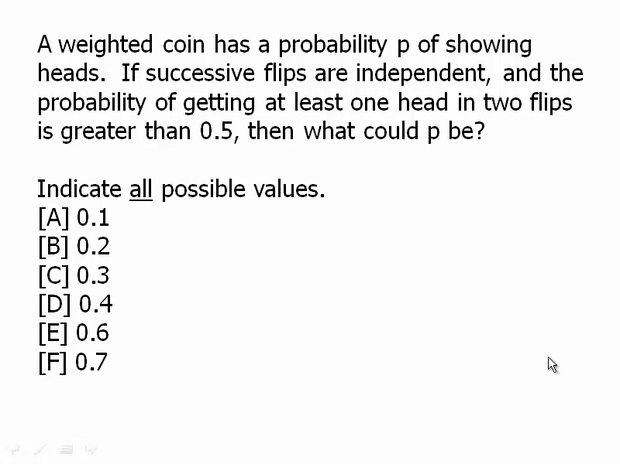 A weighted coin has a probability p of showing
heads. If successive flips are independent, and the
probability of getting at least one head in two flips
is greater than 0.5, then what could p be?
Indicate all possible values.
[A] 0.1
[B] 0.2
[C] 0.3
[D] 0.4
[E] 0.6
[F] 0.7